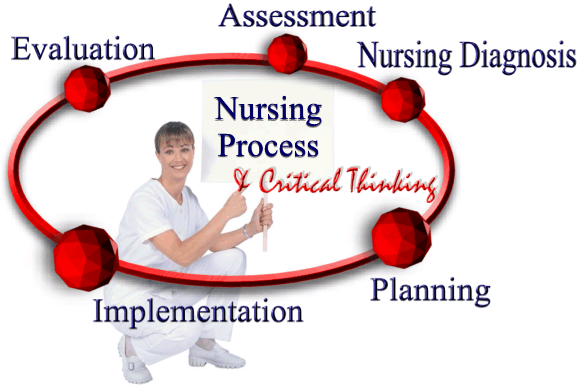 Assessment
Evaluation
Nursing Diagnosis
Nursing
Process
& Critical Thinking
Planning
Implementation